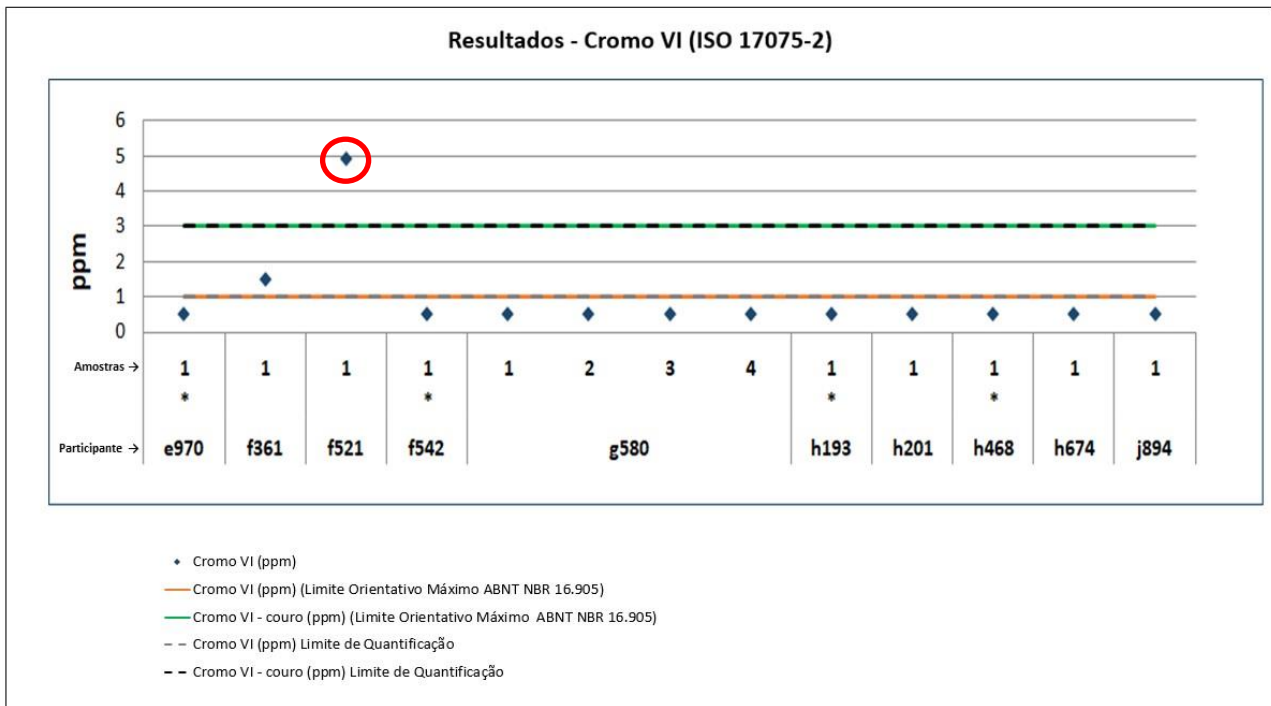 Resultados - Cromo VI (ISO 17075-2)
6
5
4
3
2
1
0
ppm
Amostras → 1 1 1 1 1 2 3 4 1 1 1 1 1
* * * *
Participante → e970 f361 f521 f542 g580 h193 h201 h468 h674 j894
Cromo VI (ppm)
Cromo VI (ppm) (Limite Orientativo Máximo ABNT NBR 16.905)
Cromo VI - couro (ppm) (Limite Orientativo Máximo ABNT NBR 16.905)
Cromo VI (ppm) Limite de Quantificação
Cromo VI - couro (ppm) Limite de Quantificação